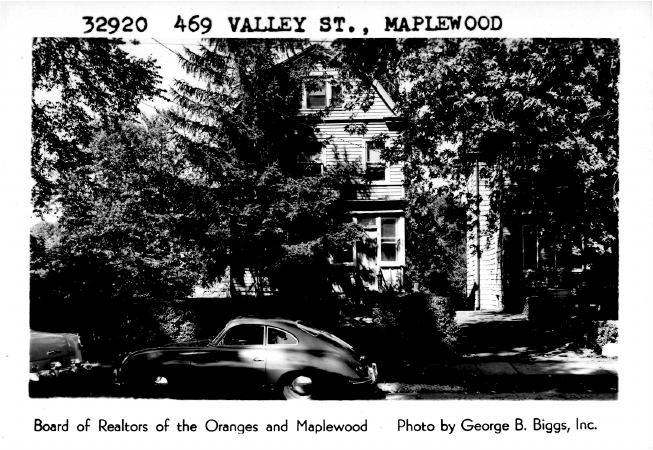 32920 469 VALLEY ST., MAPLEWOOD
Board of Realtors of the Oranges and Maplewood Photo by George B. Biggs, Inc.